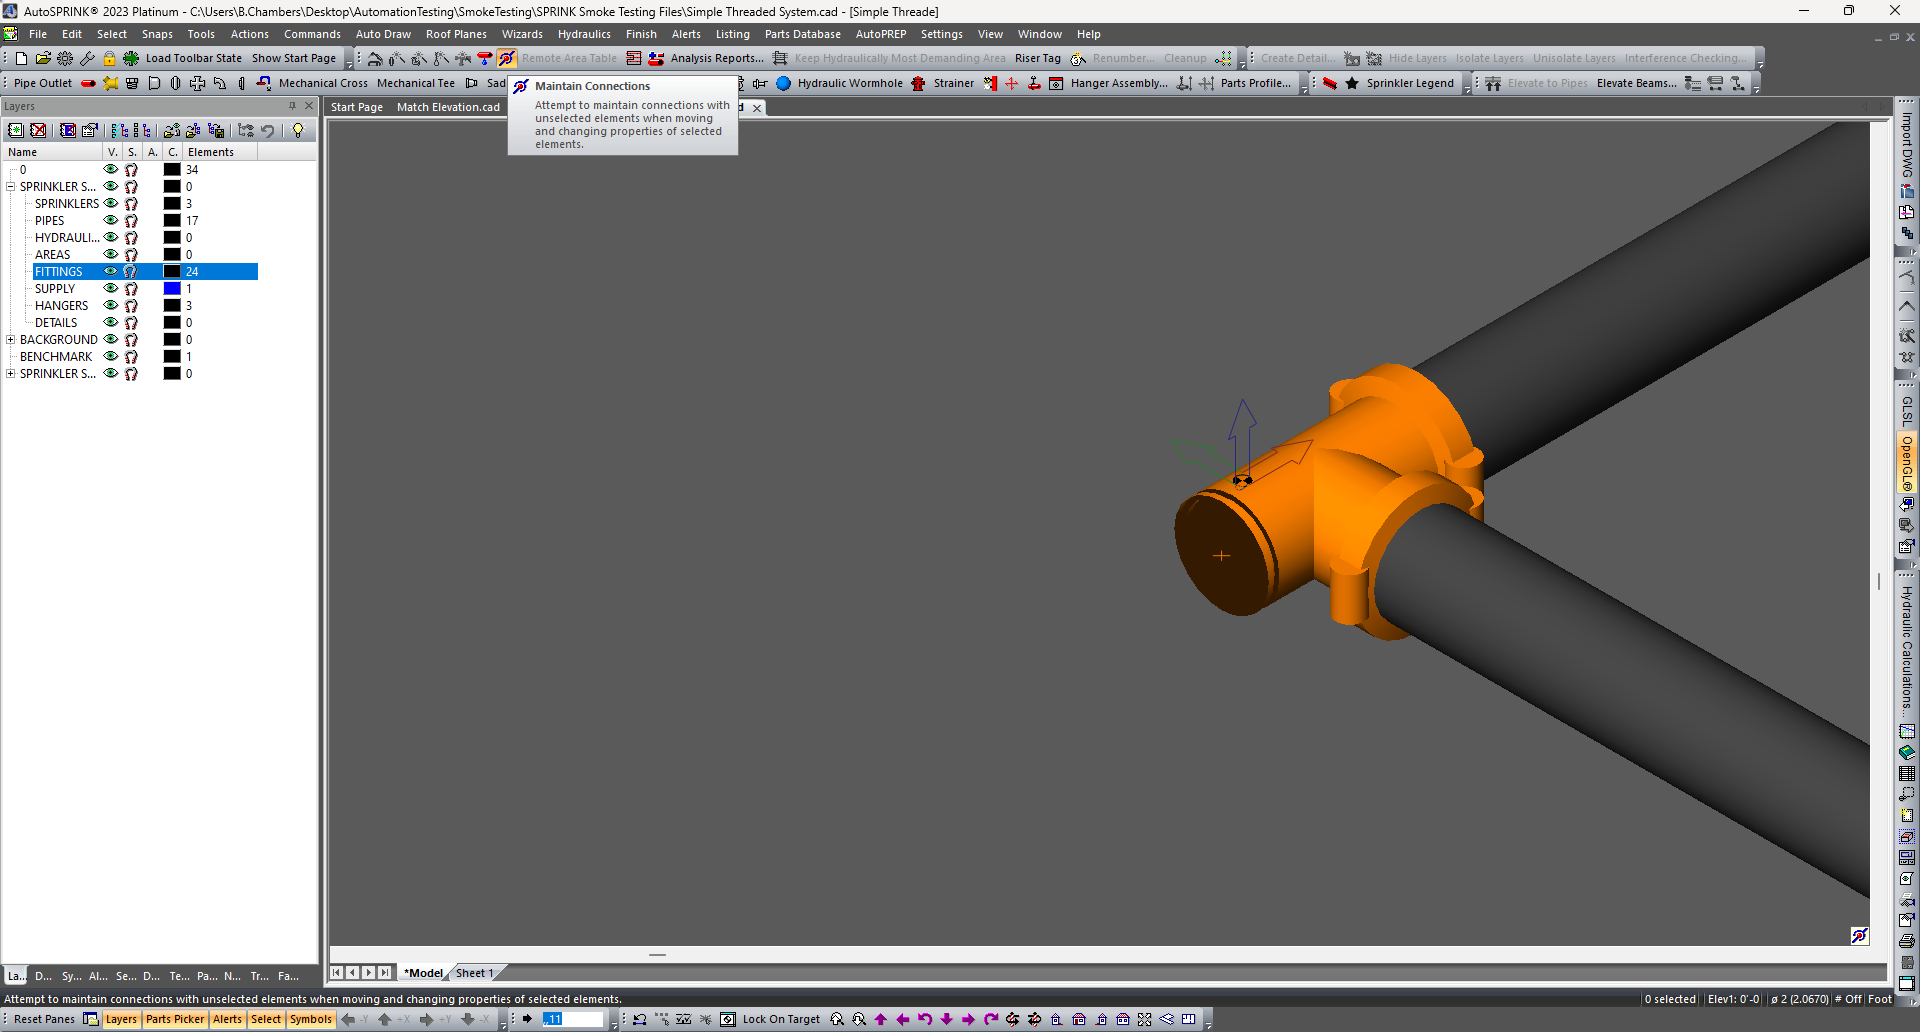 AutoSPRINK® 2023 Platinum - C:\Users\B.Chambers\Desktop\AutomationTesting\SmokeTesting\SPRINK Smoke Testing Files\Simple Threaded System.cad - [Simple Threade]
File Edit Select Snaps Tools Actions Commands Auto Draw Roof Planes Wizards Hydraulics Finish Alerts Listing Parts Database AutoPREP Settings View Window Help
Load Toolbar State Show Start Page Remote Area Table Analysis Reports... Keep Hydraulically Most Demanding Area Riser Tag Renumber... Cleanup Create Detail... Hide Layers Isolate Layers Unisolate Layers Interference Checking...
Pipe Outlet Mechanical Cross Mechanical Tee Sad Hydraulic Wormhole Strainer Hanger Assembly... Parts Profile... Sprinkler Legend Elevate to Pipes Elevate Beams...
Maintain Connections
Attempt to maintain connections with
unselected elements when moving
and changing properties of selected
elements.
Layers
Start Page Match Elevation.cad d
Name V. S. A. C. Elements
0 34
SPRINKLER S... 0
SPRINKLERS 3
PIPES 17
HYDRAULI... 0
AREAS 0
FITTINGS 24
SUPPLY 1
HANGERS 3
DETAILS 0
BACKGROUND 0
BENCHMARK 1
SPRINKLER S... 0
Import DWG
GLSL
OpenGL®
Hydraulic Calculations...
La... D... Sy... Al... Se... D... Te... Pa... N... Tr... Fa...
*Model Sheet 1
Attempt to maintain connections with unselected elements when moving and changing properties of selected elements.
0 selected Elev1: 0'-0 ø 2 (2.0670) # Off Foot
Reset Panes Layers Parts Picker Alerts Select Symbols -Y +X +Y -X ,,11 Lock On Target